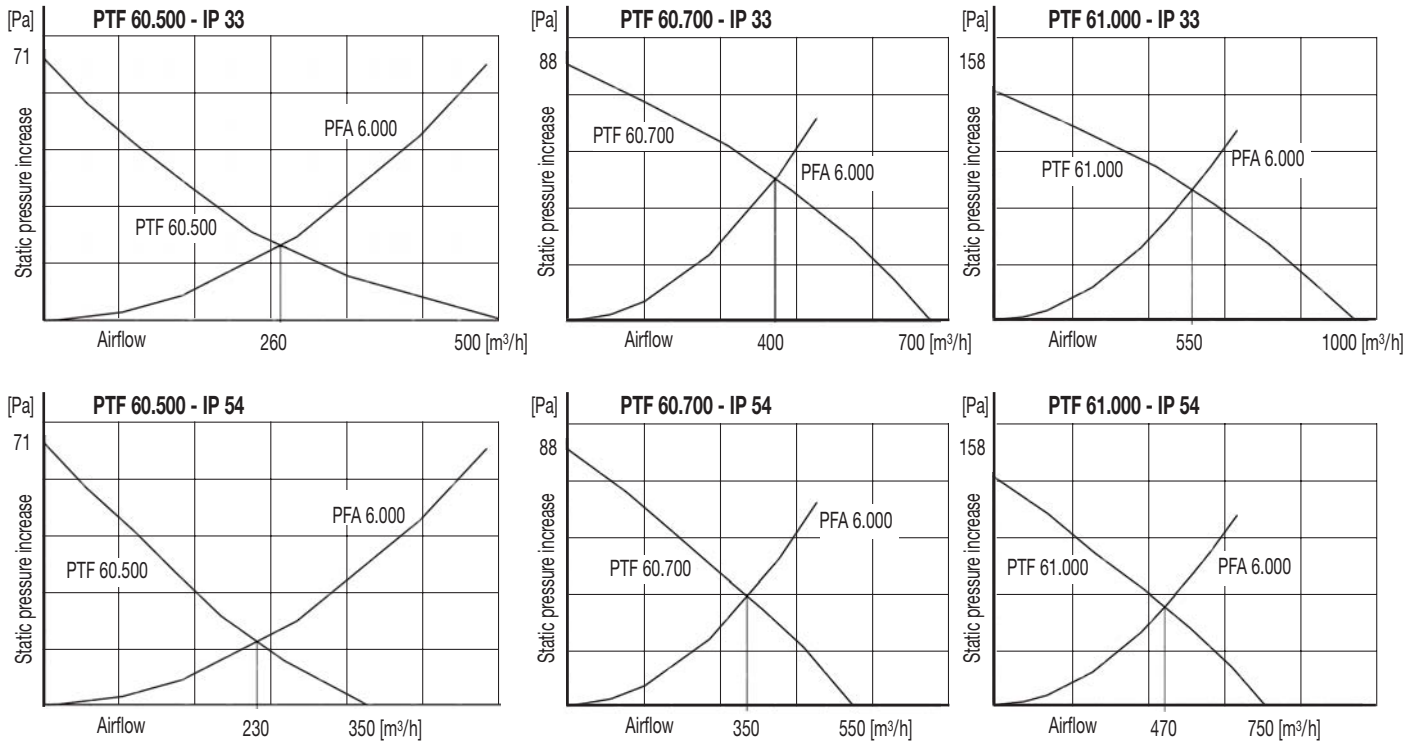 [Pa] PTF 60.500 - IP 33
71
Static pressure increase
PFA 6.000
PTF 60.500
Airflow 260 500 [m³/h]
[Pa] PTF 60.700 - IP 33
88
Static pressure increase
PTF 60.700
PFA 6.000
Airflow 400 700 [m³/h]
[Pa] PTF 61.000 - IP 33
158
Static pressure increase
PFA 6.000
PTF 61.000
Airflow 550 1000 [m³/h]
[Pa] PTF 60.500 - IP 54
71
Static pressure increase
PFA 6.000
PTF 60.500
Airflow 230 350 [m³/h]
[Pa] PTF 60.700 - IP 54
88
Static pressure increase
PFA 6.000
PTF 60.700
Airflow 350 550 [m³/h]
[Pa] PTF 61.000 - IP 54
158
Static pressure increase
PTF 61.000
PFA 6.000
Airflow 470 750 [m³/h]